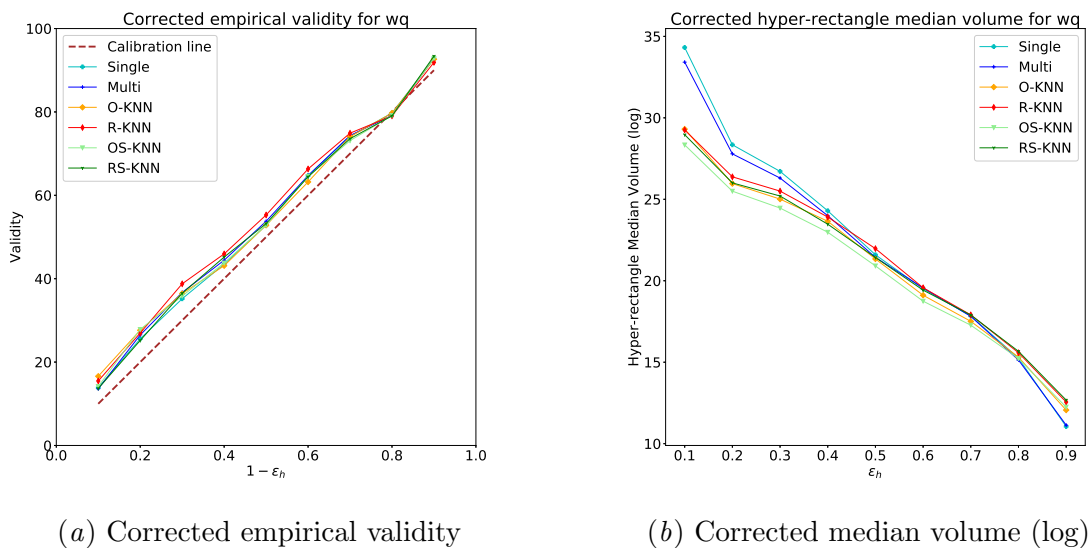 Corrected empirical validity for wq
100
80
60
40
20
0
Validity
Calibration line
Single
Multi
O-KNN
R-KNN
OS-KNN
RS-KNN
0.0 0.2 0.4 0.6 0.8 1.0
1 − ϵh
(a) Corrected empirical validity
Corrected hyper-rectangle median volume for wq
35
30
25
20
15
10
Hyper-rectangle Median Volume (log)
Single
Multi
O-KNN
R-KNN
OS-KNN
RS-KNN
0.1 0.2 0.3 0.4 0.5 0.6 0.7 0.8 0.9
ϵh
(b) Corrected median volume (log)